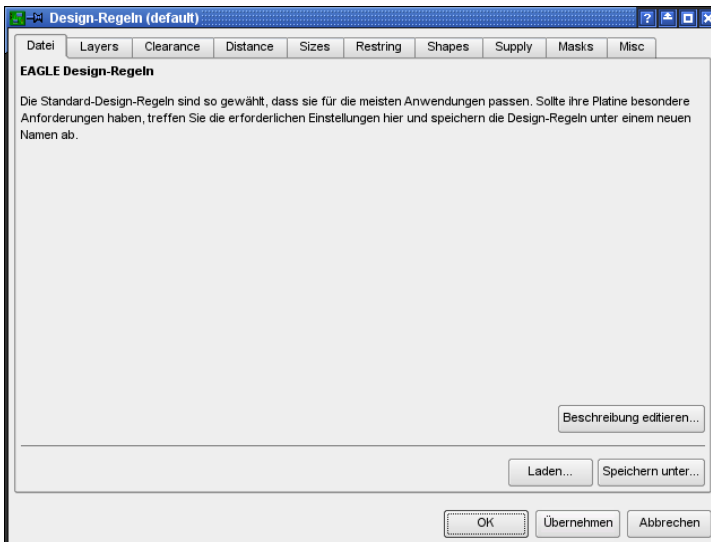 Design-Regeln (default)
Datei Layers Clearance Distance Sizes Restring Shapes Supply Masks Misc
EAGLE Design-Regeln
Die Standard-Design-Regeln sind so gewählt, dass sie für die meisten Anwendungen passen. Sollte ihre Platine besondere
Anforderungen haben, treffen Sie die erforderlichen Einstellungen hier und speichern die Design-Regeln unter einem neuen
Namen ab.
Beschreibung editieren...
Laden... Speichern unter...
OK Übernehmen Abbrechen